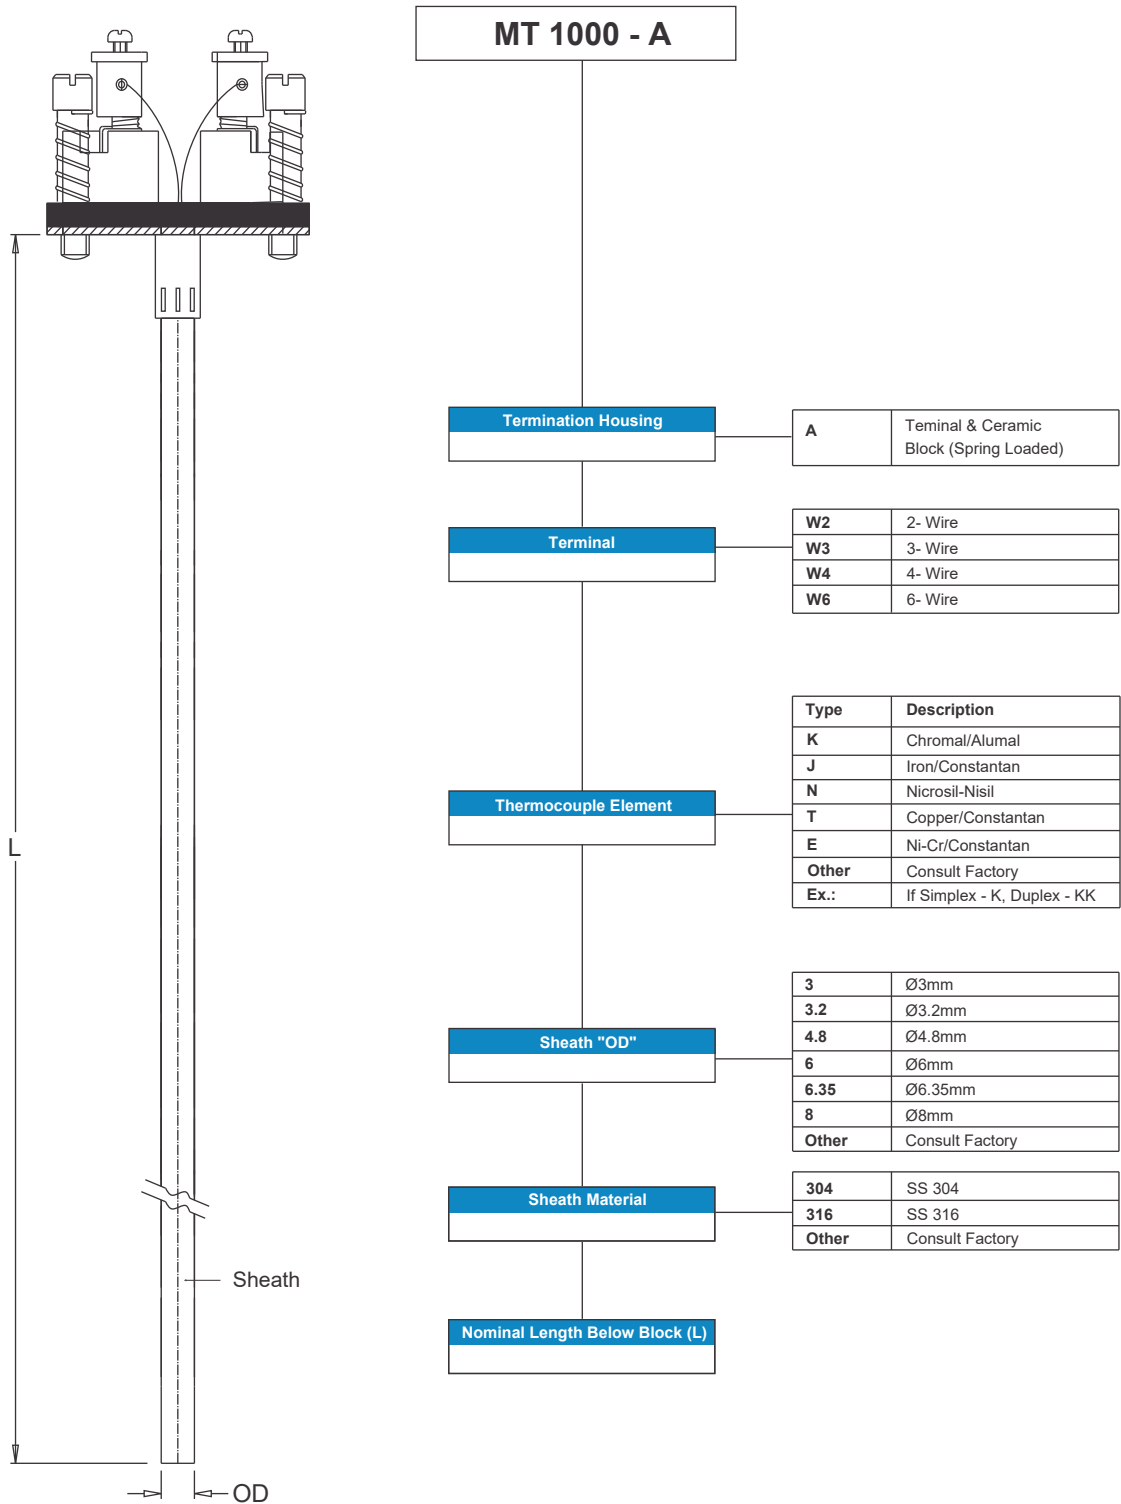 MT 1000 - A
Termination Housing
A Teminal & Ceramic
Block (Spring Loaded)
Terminal
W2 2- Wire
W3 3- Wire
W4 4- Wire
W6 6- Wire
Thermocouple Element
Type Description
K Chromal/Alumal
J Iron/Constantan
N Nicrosil-Nisil
T Copper/Constantan
E Ni-Cr/Constantan
Other Consult Factory
Ex.: If Simplex - K, Duplex - KK
L
Sheath "OD"
3 Ø3mm
3.2 Ø3.2mm
4.8 Ø4.8mm
6 Ø6mm
6.35 Ø6.35mm
8 Ø8mm
Other Consult Factory
Sheath Material
304 SS 304
316 SS 316
Other Consult Factory
Sheath
Nominal Length Below Block (L)
OD